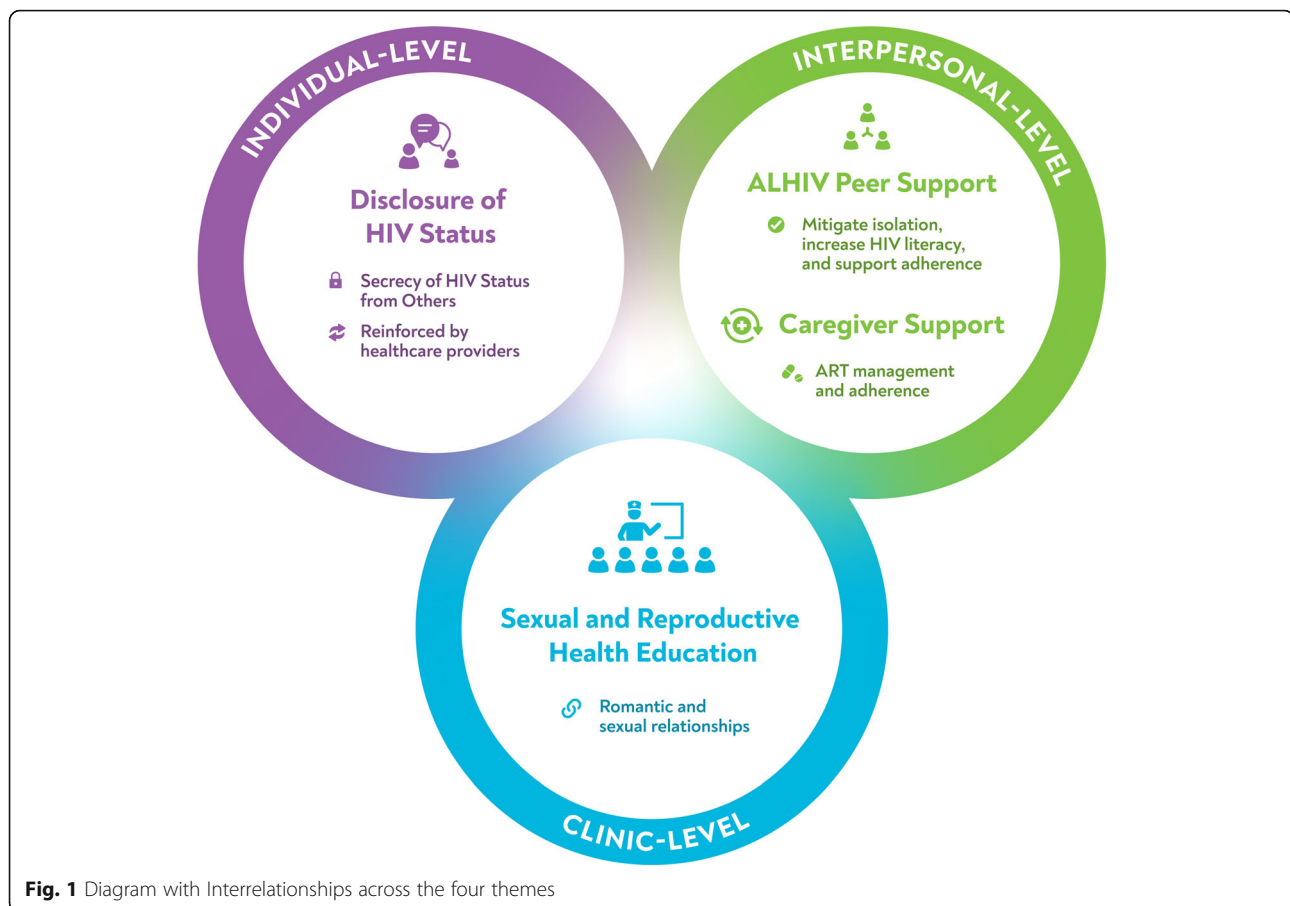 INDIVIDUAL-LEVEL
Disclosure of
HIV Status
Secrecy of HIV Status
from Others
Reinforced by
healthcare providers
INTERPERSONAL-LEVEL
ALHIV Peer Support
Mitigate isolation,
increase HIV literacy,
and support adherence
Caregiver Support
ART management
and adherence
Sexual and Reproductive
Health Education
Romantic and
sexual relationships
CLINIC-LEVEL
Fig. 1 Diagram with Interrelationships across the four themes